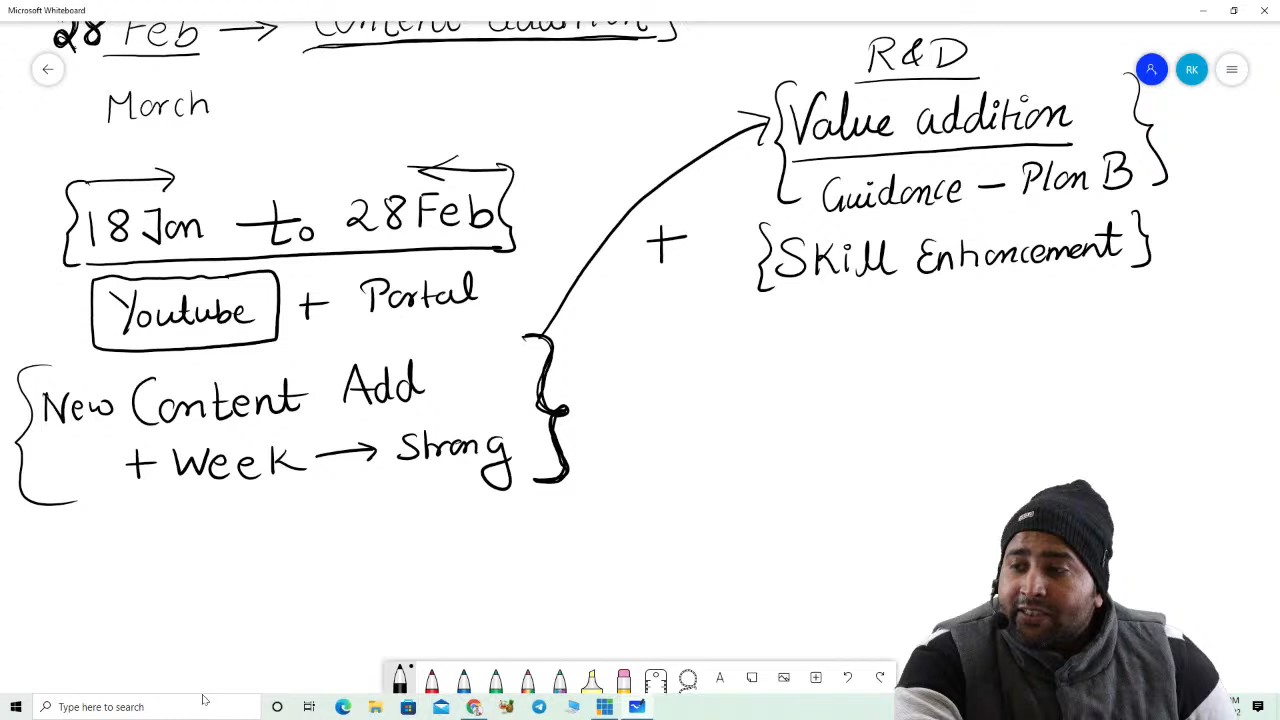 Microsoft Whiteboard
28 Feb → Content addition
March
18 Jan to 28 Feb
Youtube + Portal
New Content Add
+ Week → Strong
R&D
Value addition
Guidance - Plan B
+ Skill Enhancement
RK
A
Type here to search